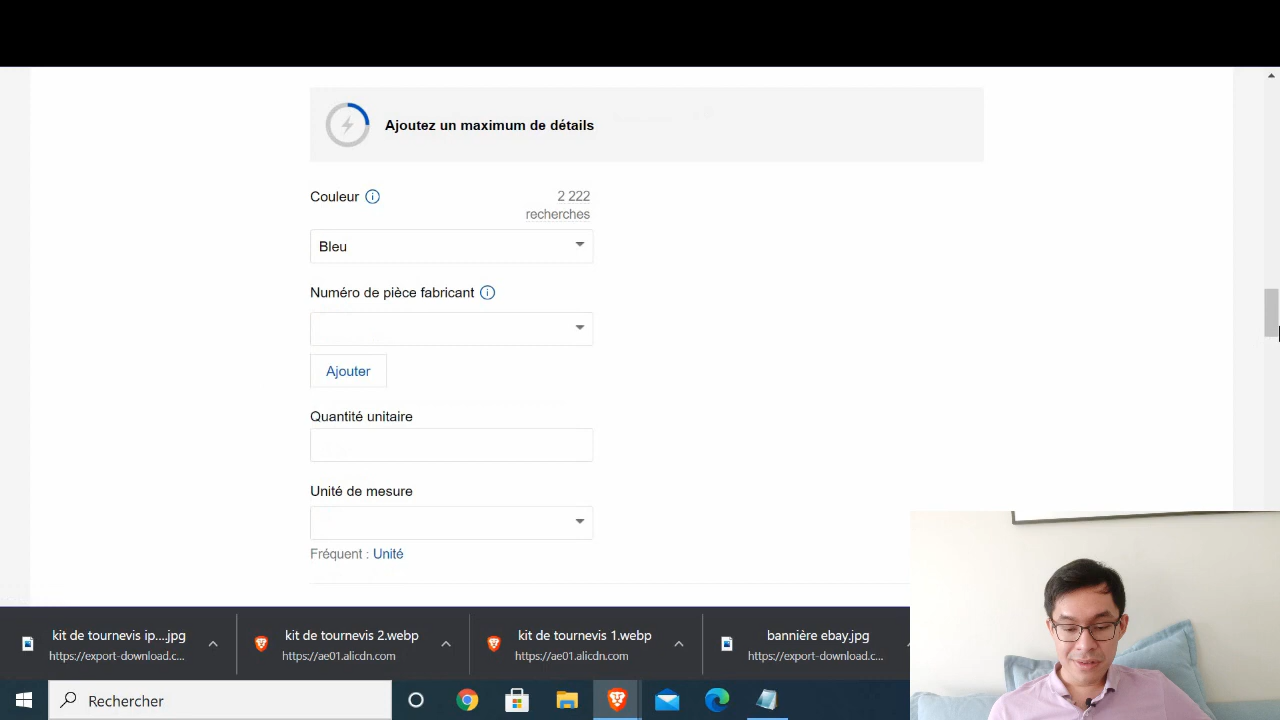 Ajoutez un maximum de détails
Couleur
2 222
recherches
Bleu
Numéro de pièce fabricant
Ajouter
Quantité unitaire
Unité de mesure
Fréquent : Unité
kit de tournevis ip....jpg
https://export-download.c...
kit de tournevis 2.webp
https://ae01.alicdn.com
kit de tournevis 1.webp
https://ae01.alicdn.com
bannière ebay.jpg
https://export-download.c...
Rechercher